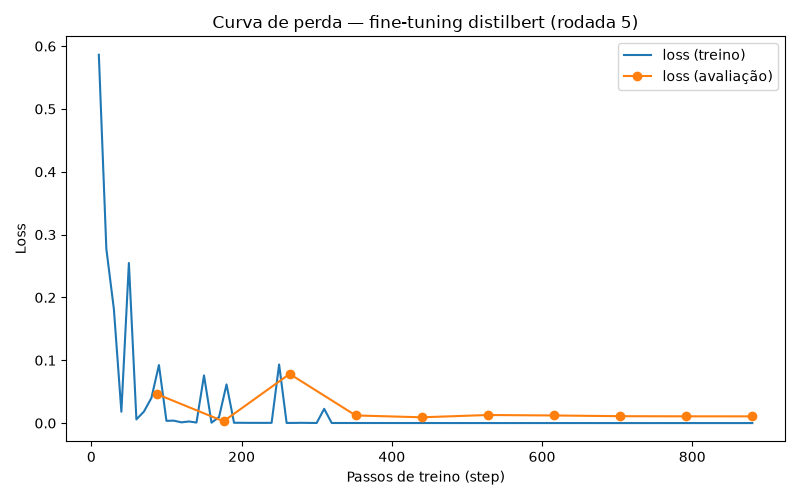 Curva de perda — fine-tuning distilbert (rodada 5)
loss (treino)
loss (avaliação)
0.6
0.5
0.4
0.3
0.2
0.1
0.0
Loss
0 200 400 600 800
Passos de treino (step)